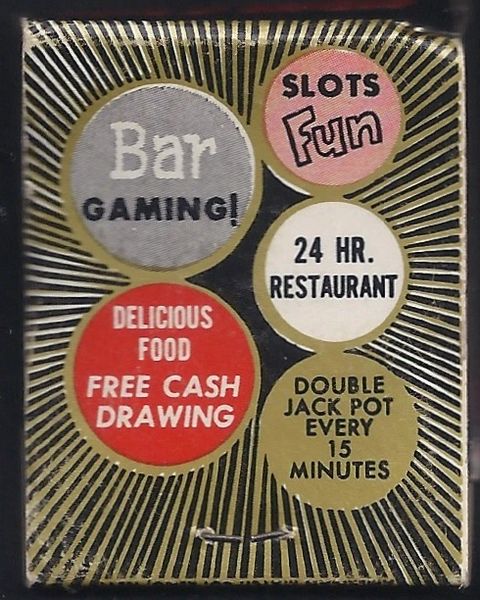 Bar
GAMING!
SLOTS
Fun
24 HR.
RESTAURANT
DELICIOUS
FOOD
FREE CASH
DRAWING
DOUBLE
JACK POT
EVERY
15
MINUTES